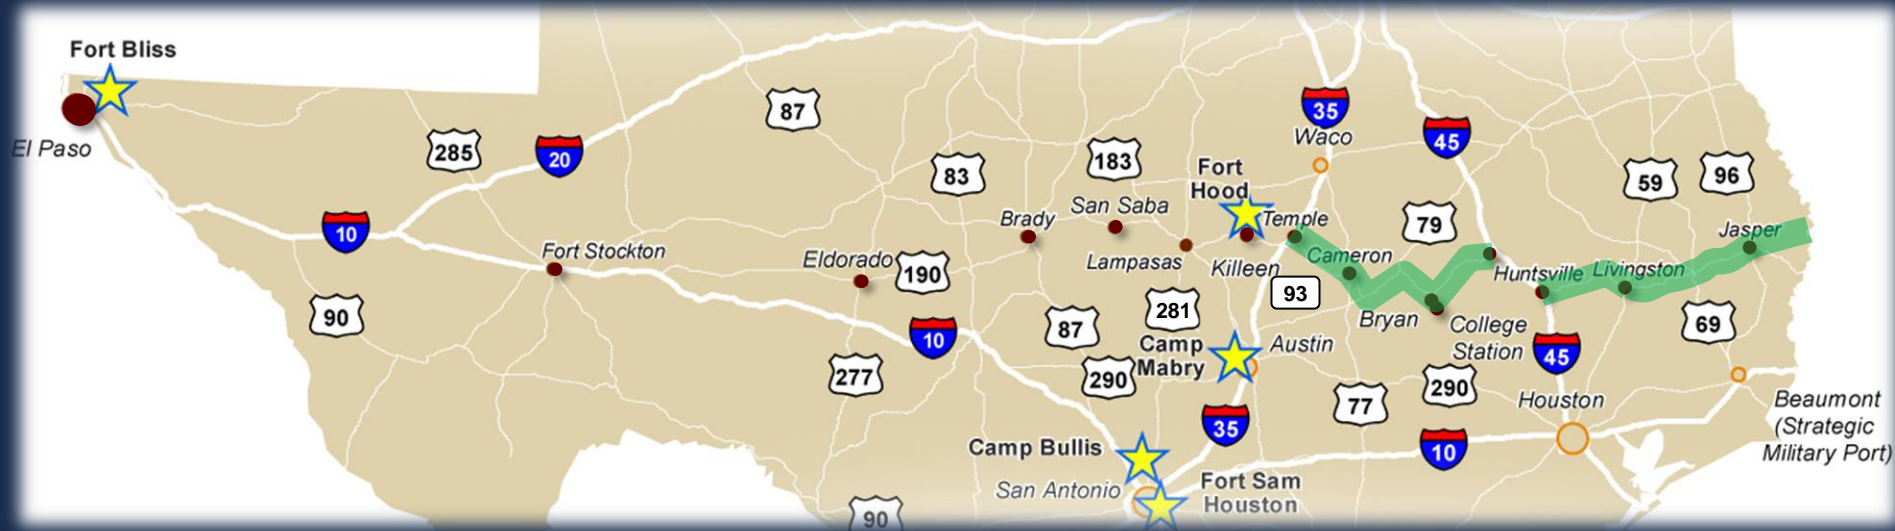 Fort Bliss
El Paso
285
20
87
10
90
Fort Stockton
Eldorado
190
277
10
83
Brady
87
San Saba
183
Lampasas
281
290
Fort
Hood
Killeen
Temple
93
Cameron
35
Waco
45
79
Bryan
College
Station
Huntsville
Livingston
59
96
Jasper
69
45
Camp
Mabry
Austin
35
77
290
Houston
10
Beaumont
(Strategic
Military Port)
Camp Bullis
San Antonio
Fort Sam
Houston
90